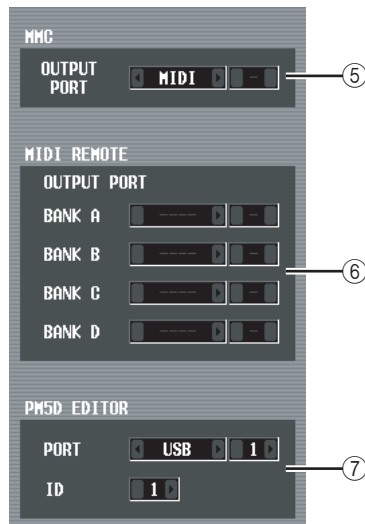 MMC
OUTPUT PORT MIDI - ⑤
MIDI REMOTE
OUTPUT PORT
BANK A ---- -
BANK B ---- -
⑥
BANK C ---- -
BANK D ---- -
PM5D EDITOR
PORT USB 1
⑦
ID 1